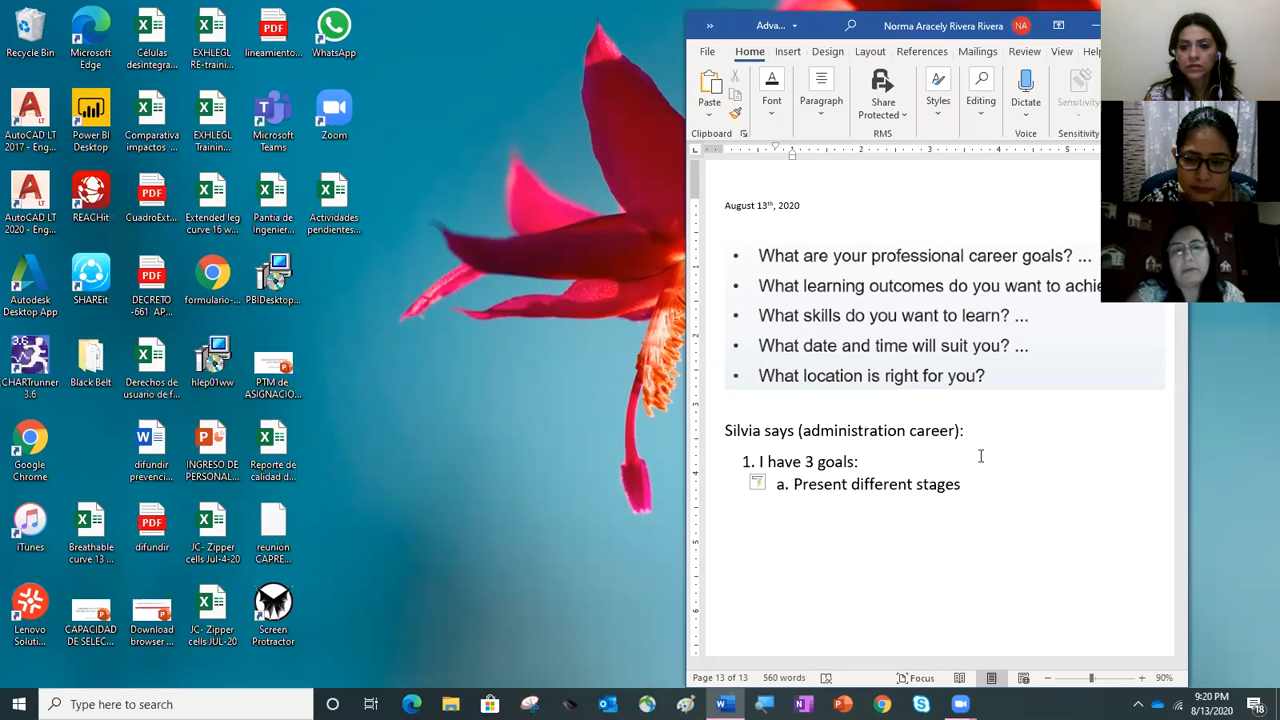 Recycle Bin
Microsoft Edge
Células desintegra...
EXHLEGL RE-traini...
lineamiento...
WhatsApp
AutoCAD LT 2017 - Eng...
Power BI Desktop
Comparativa impactos ...
EXHLEGL Trainin...
Microsoft Teams
Zoom
AutoCAD LT 2020 - Eng...
REACHit
CuadroExt...
Extended leg curve 16 w...
Pantia de Ingenier...
Actividades pendientes...
Autodesk Desktop App
SHAREit
DECRETO -661_AP...
formulario-...
PBIDesktop...
3.6
CHARTrunner 3.6
Black Belt
Derechos de usuario de f...
hlep01ww
PTM de ASIGNACIO...
Google Chrome
difundir prevenci...
INGRESO DE PERSONAL...
Reporte de calidad d...
iTunes
Breathable curve 13 ...
difundir
JC- Zipper cells Jul-4-20
reunión CAPRE...
Lenovo Soluti...
CAPACIDAD DE SELEC...
Download browser ...
JC- Zipper cells JUL-20
Screen Protractor
Adva...
Norma Aracely Rivera Rivera
NA
File Home Insert Design Layout References Mailings Review View Help
Paste
Font
Paragraph
Share Protected
Styles
Editing
Dictate
Sensitivity
Clipboard
RMS
Voice
Sensitivity
August 13th, 2020
• What are your professional career goals? ...
• What learning outcomes do you want to achie
• What skills do you want to learn? ...
• What date and time will suit you? ...
• What location is right for you?
Silvia says (administration career):
1. I have 3 goals:
a. Present different stages
Page 13 of 13 560 words Focus 90%
Type here to search
9:20 PM
8/13/2020
18